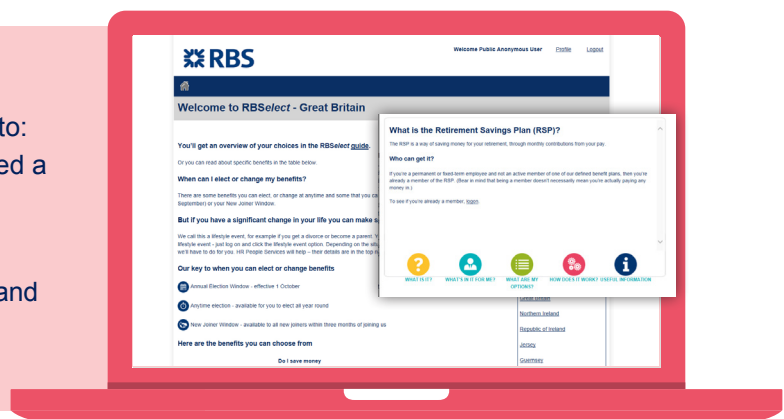 to:
ed a
and
RBS
Welcome Public Anonymous User Profile Logout
Welcome to RBSelect - Great Britain
You'll get an overview of your choices in the RBSelect guide.
Or you can read about specific benefits in the table below.
When can I elect or change my benefits?
There are some benefits you can elect, or change at anytime and some that you ca
September) or your New Joiner Window.
But if you have a significant change in your life you can make s
We call this a lifestyle event, for example if you get a divorce or become a parent. Y
lifestyle event - just log on and click the lifestyle event option. Depending on the situ
we'll have to do for you. HR People Services will help - their details are in the top n
Our key to when you can elect or change benefits
Annual Election Window - effective 1 October
Anytime election - available for you to elect all year round
New Joiner Window - available to all new joiners within three months of joining us
Here are the benefits you can choose from
Do I save money
What is the Retirement Savings Plan (RSP)?
The RSP is a way of saving money for your retirement, through monthly contributions from your pay.
Who can get it?
If you're a permanent or fixed-term employee and not an active member of one of our defined benefit plans, then you're
already a member of the RSP. (Bear in mind that being a member doesn't necessarily mean you're actually paying any
money in.)
To see if you're already a member, logon.
WHAT IS IT? WHAT'S IN IT FOR ME? WHAT ARE MY OPTIONS? HOW DOES IT WORK? USEFUL INFORMATION
Great Britain
Northern Ireland
Republic of Ireland
Jersey
Guernsey